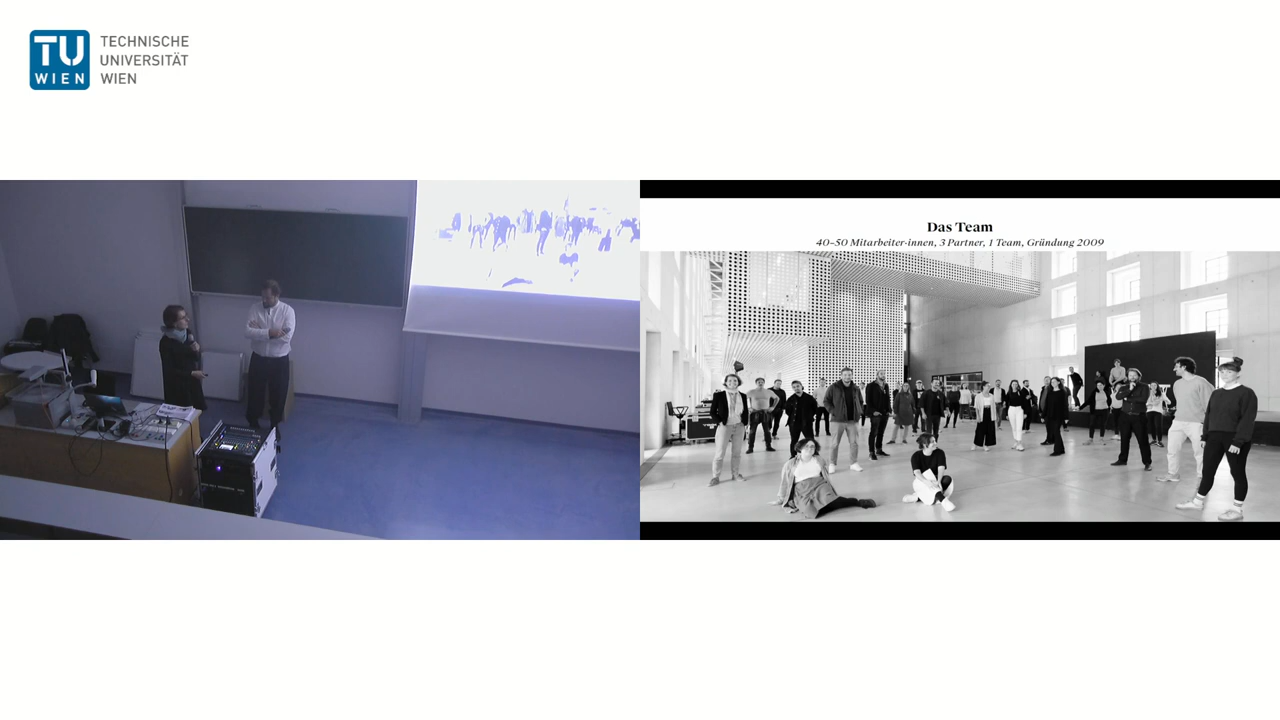 TU
WIEN
TECHNISCHE
UNIVERSITÄT
WIEN
Das Team
40–50 Mitarbeiter·innen, 3 Partner, 1 Team, Gründung 2009